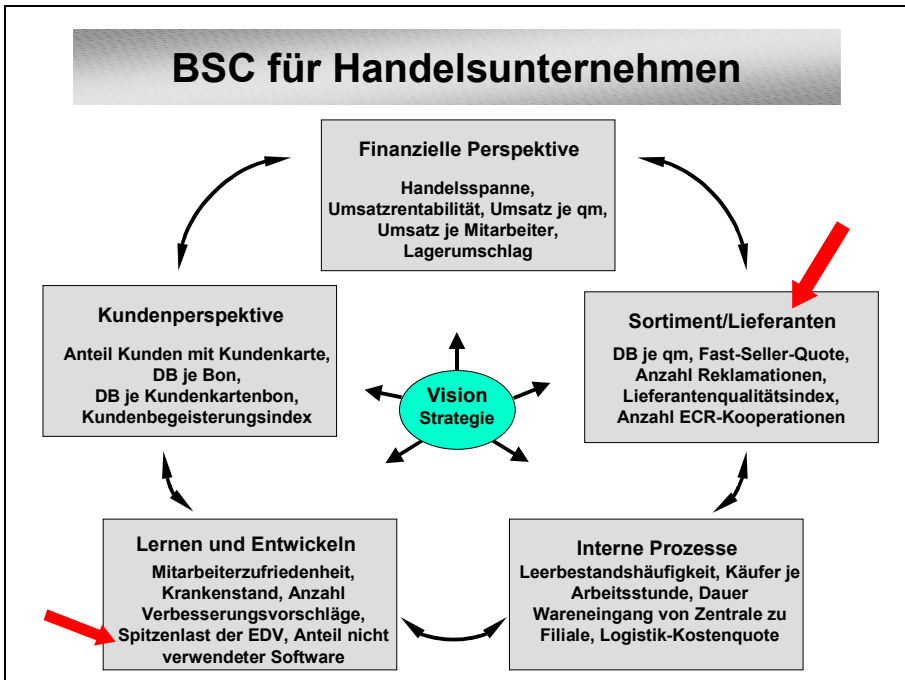 BSC für Handelsunternehmen
Finanzielle Perspektive
Handelsspanne,
Umsatzrentabilität, Umsatz je qm,
Umsatz je Mitarbeiter,
Lagerumschlag
Kundenperspektive
Anteil Kunden mit Kundenkarte,
DB je Bon,
DB je Kundenkartenbon,
Kundenbegeisterungsindex
Vision
Strategie
Sortiment/Lieferanten
DB je qm, Fast-Seller-Quote,
Anzahl Reklamationen,
Lieferantenqualitätsindex,
Anzahl ECR-Kooperationen
Lernen und Entwickeln
Mitarbeiterzufriedenheit,
Krankenstand, Anzahl
Verbesserungsvorschläge,
Spitzenlast der EDV, Anteil nicht
verwendeter Software
Interne Prozesse
Leerbestandshäufigkeit, Käufer je
Arbeitsstunde, Dauer
Wareneingang von Zentrale zu
Filiale, Logistik-Kostenquote